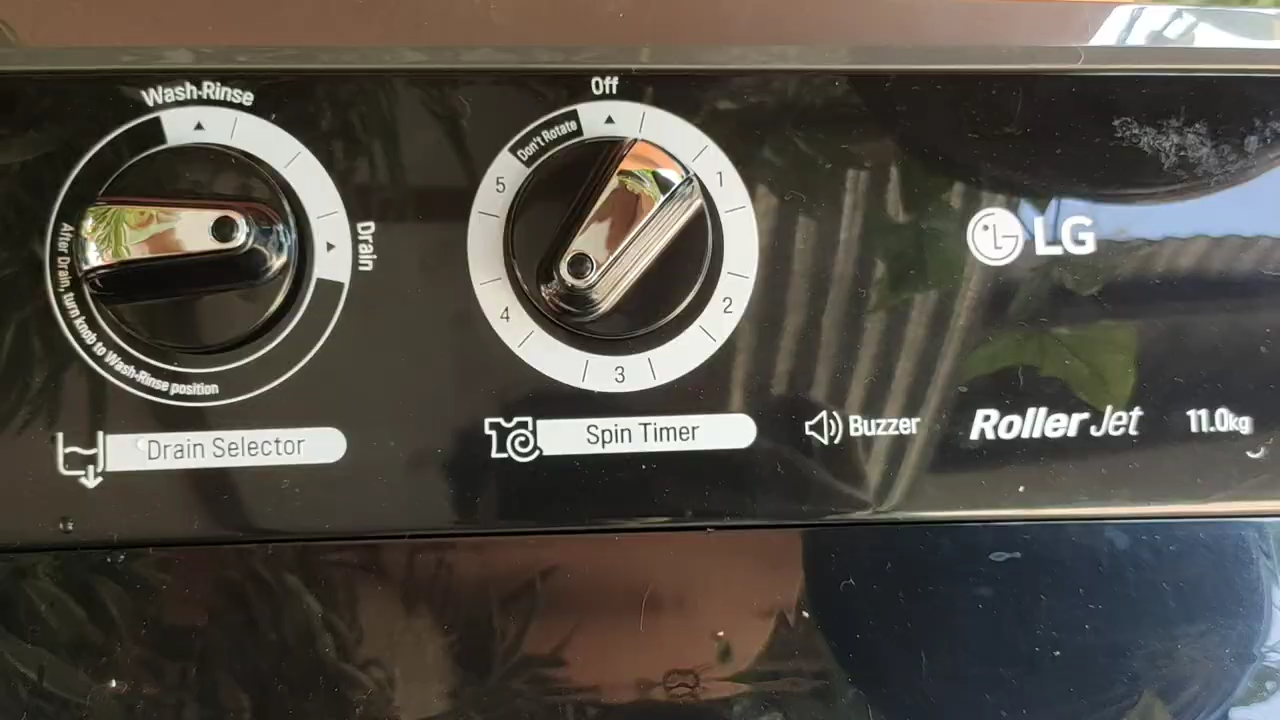 Wash-Rinse
Drain
After Drain, turn knob to Wash-Rinse position
Drain Selector
Off
Don't Rotate
1
2
3
4
5
Spin Timer
Buzzer
LG
Roller Jet
11.0kg